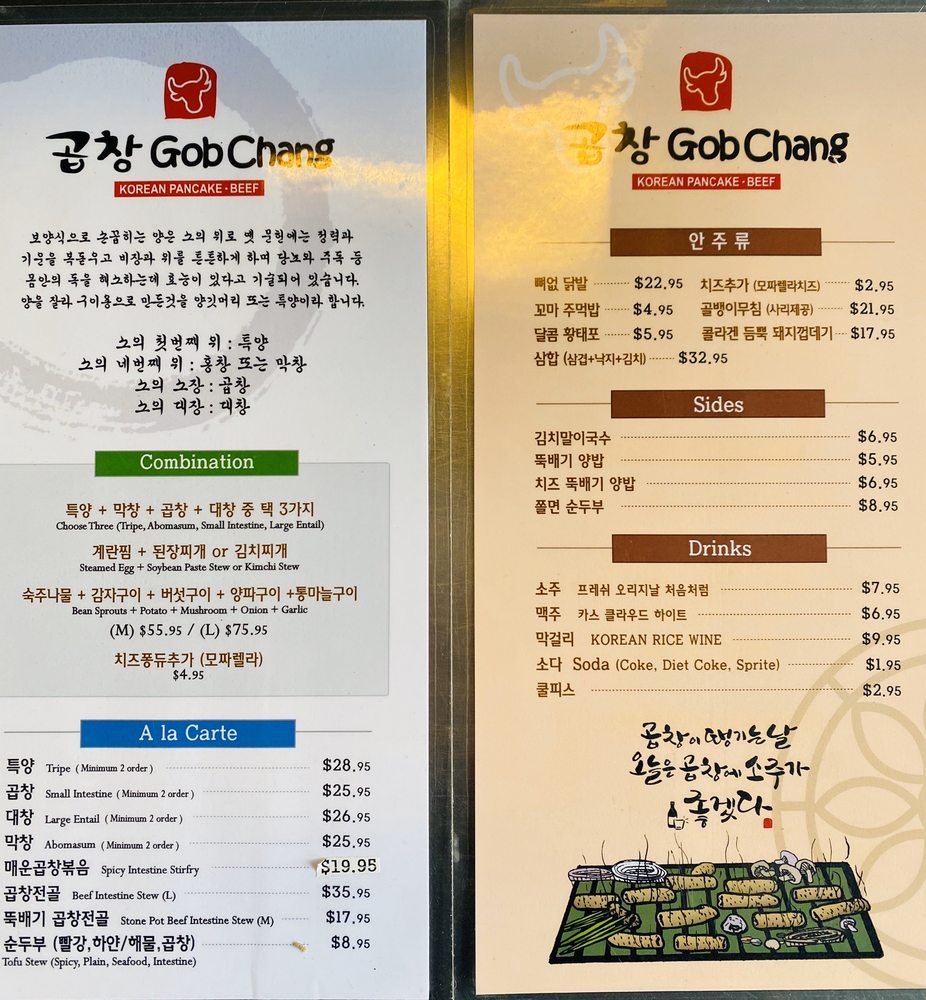 곱창 Gob Chang
KOREAN PANCAKE · BEEF
보양식으로 손꼽히는 양은 소의 위로 옛 문헌에는 정력과
기운을 북돋우고 비장과 위를 튼튼하게 하며 당뇨와 주독 등
몸안의 독을 해소하는데 효능이 있다고 기술되어 있습니다.
양을 잘라 구이용으로 만든것을 양깃머리 또는 특양이라 합니다.
소의 첫번째 위 : 특양
소의 네번째 위 : 홍창 또는 막창
소의 소장 : 곱창
소의 대장 : 대창
Combination
특양 + 막창 + 곱창 + 대창 중 택 3가지
Choose Three (Tripe, Abomasum, Small Intestine, Large Entail)
계란찜 + 된장찌개 or 김치찌개
Steamed Egg + Soybean Paste Stew or Kimchi Stew
숙주나물 + 감자구이 + 버섯구이 + 양파구이 +통마늘구이
Bean Sprouts + Potato + Mushroom + Onion + Garlic
(M) $55.95 / (L) $75.95
치즈퐁듀추가 (모짜렐라)
$4.95
A la Carte
특양 Tripe ( Minimum 2 order ) $28.95
곱창 Small Intestine ( Minimum 2 order ) $25.95
대창 Large Entail ( Minimum 2 order ) $26.95
막창 Abomasum ( Minimum 2 order ) $25.95
매운곱창볶음 Spicy Intestine Stirfry $19.95
곱창전골 Beef Intestine Stew (L) $35.95
뚝배기 곱창전골 Stone Pot Beef Intestine Stew (M) $17.95
순두부 (빨강,하얀/해물,곱창) $8.95
Tofu Stew (Spicy, Plain, Seafood, Intestine)
곱창 Gob Chang
KOREAN PANCAKE · BEEF
안 주 류
뼈없 닭발 $22.95 치즈추가 (모짜렐라치즈) $2.95
꼬마 주먹밥 $4.95 골뱅이무침 (사리제공) $21.95
달콤 황태포 $5.95 콜라겐 듬뿍 돼지껍데기 $17.95
삼합 (삼겹+낙지+김치) $32.95
Sides
김치말이국수 $6.95
뚝배기 양밥 $5.95
치즈 뚝배기 양밥 $6.95
쫄면 순두부 $8.95
Drinks
소주 프레쉬 오리지날 처음처럼 $7.95
맥주 카스 클라우드 하이트 $6.95
막걸리 KOREAN RICE WINE $9.95
소다 Soda (Coke, Diet Coke, Sprite) $1.95
쿨피스 $2.95
곱창이 땡기는날
오늘은 곱창에 소주가
좋겠다